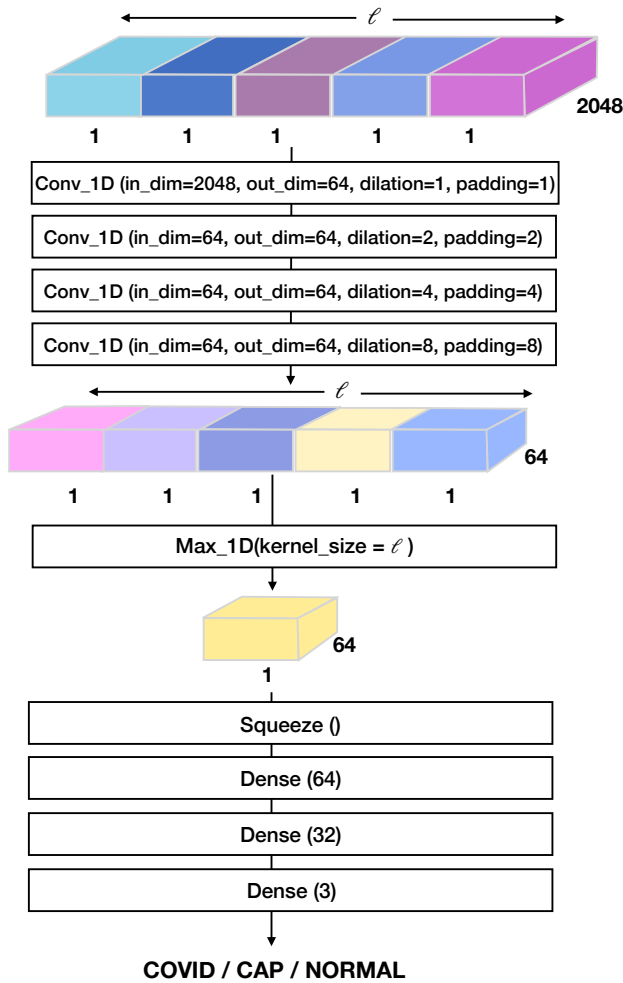 ℓ
2048
1 1 1 1 1
Conv_1D (in_dim=2048, out_dim=64, dilation=1, padding=1)
Conv_1D (in_dim=64, out_dim=64, dilation=2, padding=2)
Conv_1D (in_dim=64, out_dim=64, dilation=4, padding=4)
Conv_1D (in_dim=64, out_dim=64, dilation=8, padding=8)
ℓ
64
1 1 1 1 1
Max_1D(kernel_size = ℓ )
64
1
Squeeze ()
Dense (64)
Dense (32)
Dense (3)
COVID / CAP / NORMAL